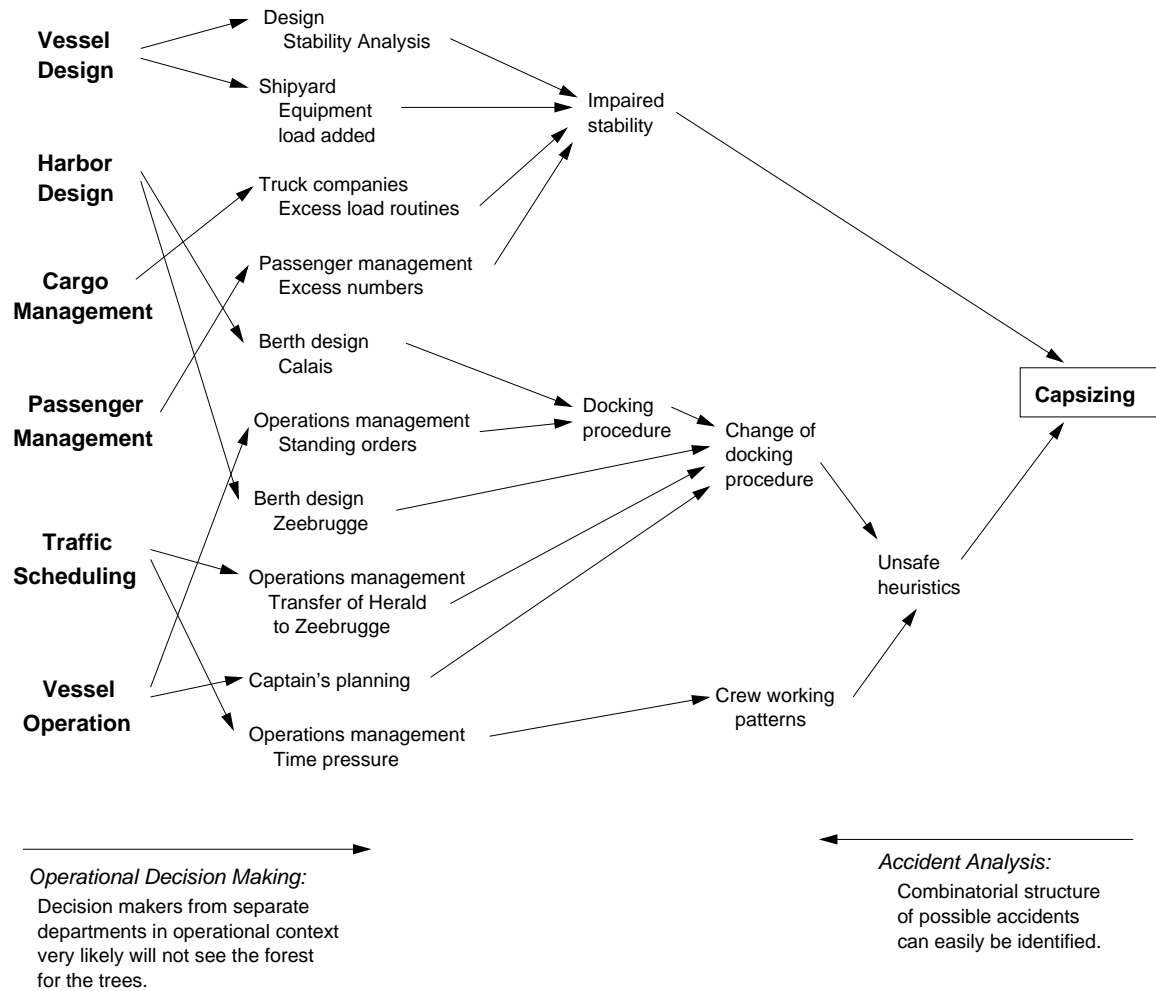 Vessel
Design
Harbor
Design
Cargo
Management
Passenger
Management
Traffic
Scheduling
Vessel
Operation
Design
Stability Analysis
Shipyard
Equipment
load added
Truck companies
Excess load routines
Passenger management
Excess numbers
Berth design
Calais
Operations management
Standing orders
Berth design
Zeebrugge
Operations management
Transfer of Herald
to Zeebrugge
Captain's planning
Operations management
Time pressure
Impaired
stability
Docking
procedure
Change of
docking
procedure
Unsafe
heuristics
Crew working
patterns
Capsizing
Operational Decision Making:
Decision makers from separate
departments in operational context
very likely will not see the forest
for the trees.
Accident Analysis:
Combinatorial structure
of possible accidents
can easily be identified.